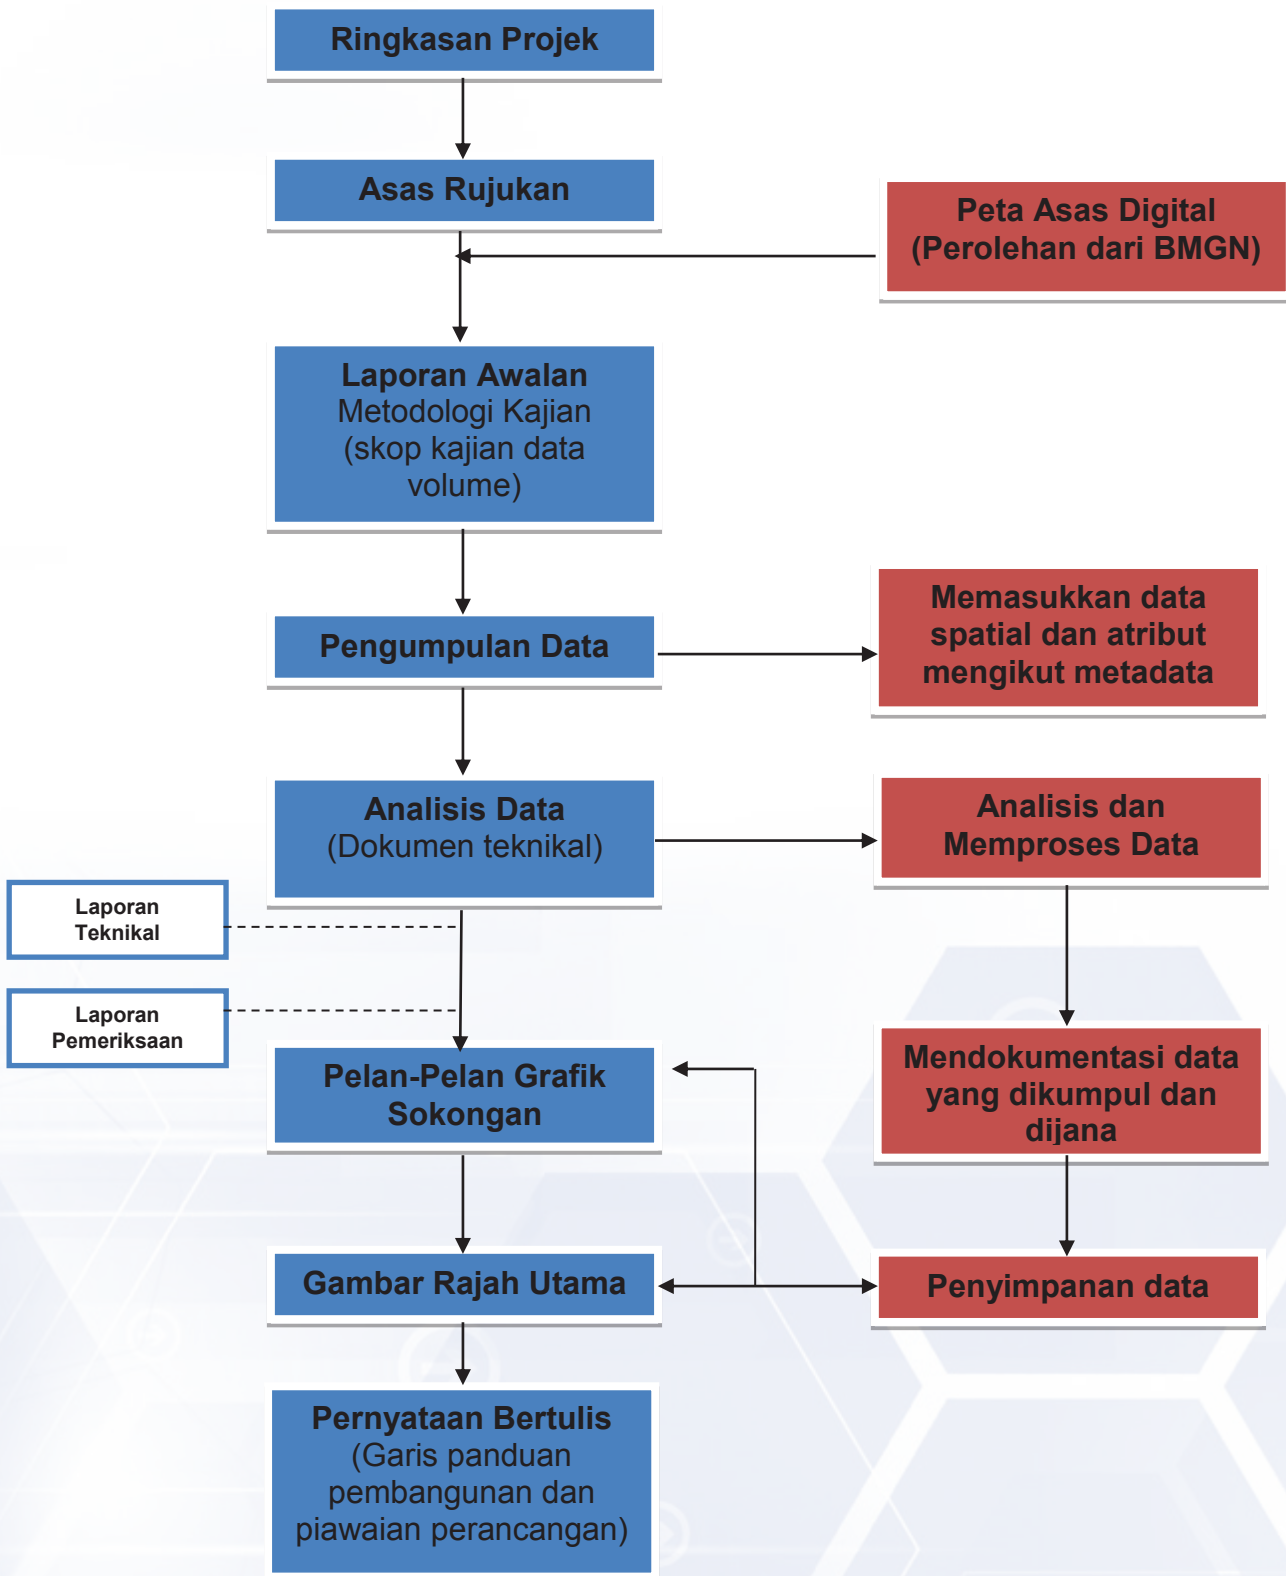 Ringkasan Projek
Asas Rujukan
Peta Asas Digital
(Perolehan dari BMGN)
Laporan Awalan
Metodologi Kajian
(skop kajian data
volume)
Pengumpulan Data
Memasukkan data
spatial dan atribut
mengikut metadata
Analisis Data
(Dokumen teknikal)
Analisis dan
Memproses Data
Laporan
Teknikal
Laporan
Pemeriksaan
Pelan-Pelan Grafik
Sokongan
Mendokumentasi data
yang dikumpul dan
dijana
Gambar Rajah Utama
Penyimpanan data
Pernyataan Bertulis
(Garis panduan
pembangunan dan
piawaian perancangan)